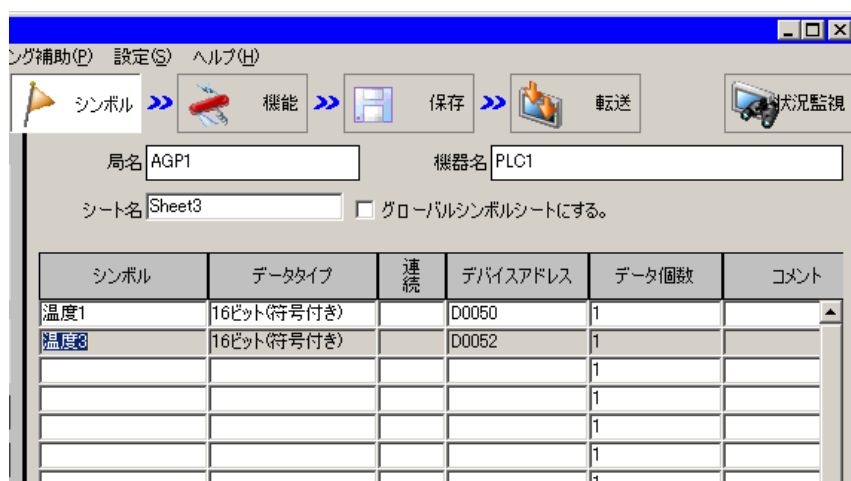 ング補助(P) 設定(S) ヘルプ(H)
シンボル 機能 保存 転送 状況監視
局名 AGP1 機器名 PLC1
シート名 Sheet3 グローバルシンボルシートにする。
シンボル データタイプ 連続 デバイスアドレス データ個数 コメント
温度1 16ビット(符号付き) D0050 1
温度3 16ビット(符号付き) D0052 1
1
1
1
1
1